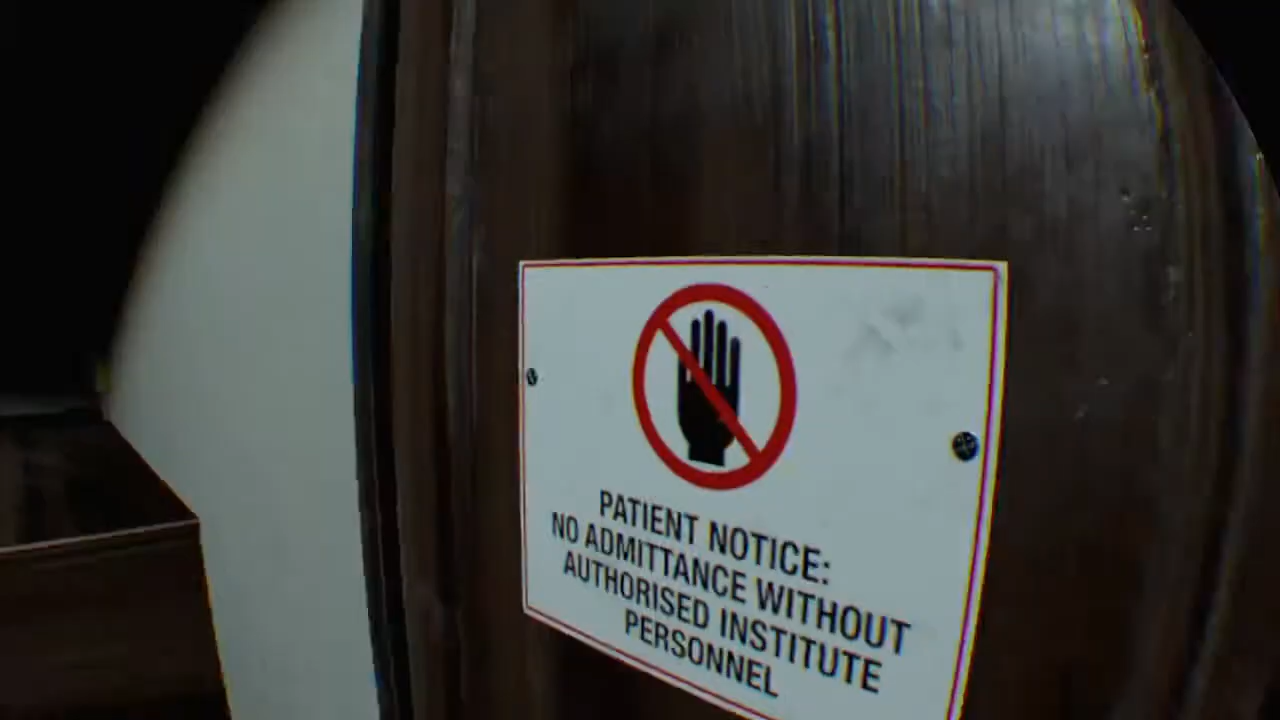 PATIENT NOTICE:
NO ADMITTANCE WITHOUT
AUTHORISED INSTITUTE
PERSONNEL